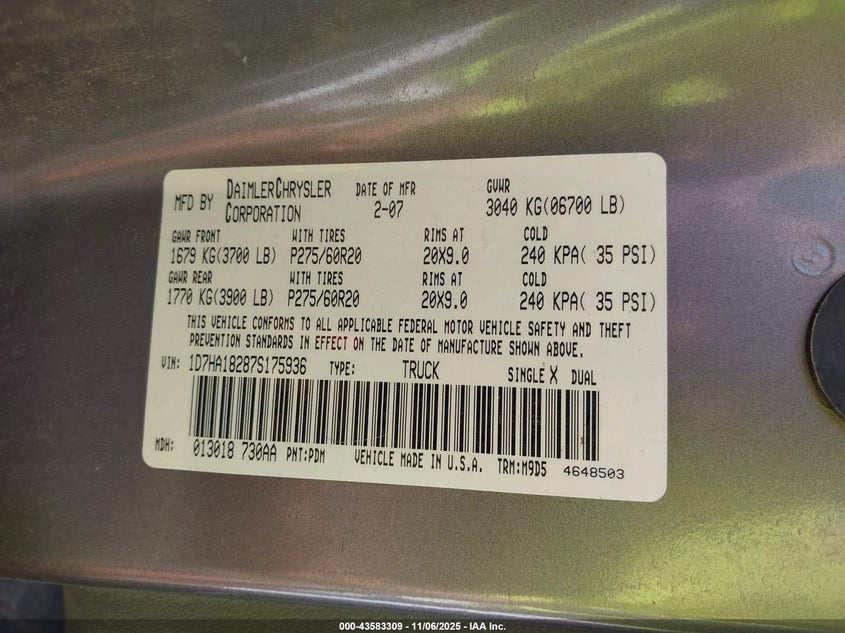 MFD BY DAIMLERCHRYSLER CORPORATION DATE OF MFR 2-07 GVWR 3040 KG(06700 LB)
GAWR FRONT WITH TIRES RIMS AT COLD
1679 KG(3700 LB) P275/60R20 20X9.0 240 KPA( 35 PSI)
GAWR REAR WITH TIRES RIMS AT COLD
1770 KG(3900 LB) P275/60R20 20X9.0 240 KPA( 35 PSI)
THIS VEHICLE CONFORMS TO ALL APPLICABLE FEDERAL MOTOR VEHICLE SAFETY AND THEFT
PREVENTION STANDARDS IN EFFECT ON THE DATE OF MANUFACTURE SHOWN ABOVE.
VIN: 1D7HA18287S175936 TYPE: TRUCK SINGLE X DUAL
MDH: 013018 730AA PNT:PDM VEHICLE MADE IN U.S.A. TRM:M9D5 4648503
000-43583309 - 11/06/2025 - IAA Inc.